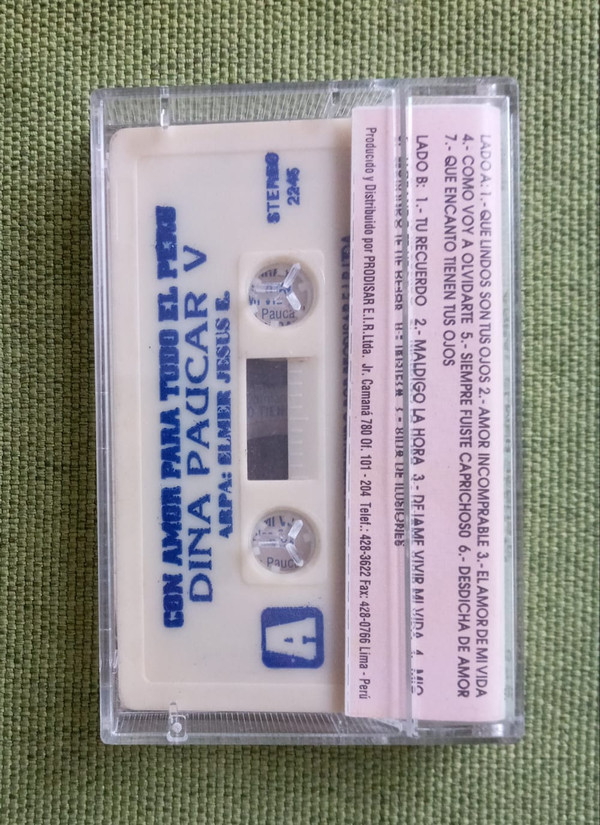 CON AMOR PARA TODO EL PERU
DINA PAUCAR V
ARPA: ELMER JESUS E.
STEREO
2246
A
LADO A: 1.- QUE LINDOS SON TUS OJOS 2.- AMOR INCOMPRABLE 3.- EL AMOR DE MI VIDA
4.- COMO VOY A OLVIDARTE 5.- SIEMPRE FUISTE CAPRICHOSO 6.- DESDICHA DE AMOR
7.- QUE ENCANTO TIENEN TUS OJOS
LADO B: 1.- TU RECUERDO 2.- MALDIGO LA HORA 3.- DEJAME VIVIR MI VIDA 4.- MIO
Producido y Distribuido por PRODISAR E.I.R.Ltda. Jr. Camaná 780 Of. 101 - 204 Telef.: 428-3622 Fax: 428-0766 Lima - Perú